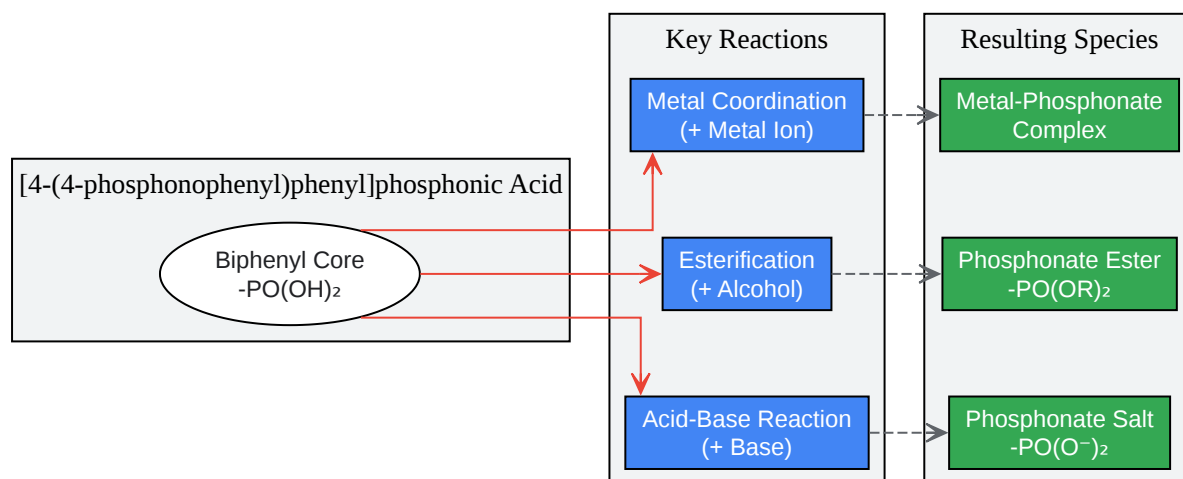 [4-(4-phosphonophenyl)phenyl]phosphonic Acid
Biphenyl Core
-PO(OH)₂
Key Reactions
Metal Coordination
(+ Metal Ion)
Esterification
(+ Alcohol)
Acid-Base Reaction
(+ Base)
Resulting Species
Metal-Phosphonate
Complex
Phosphonate Ester
-PO(OR)₂
Phosphonate Salt
-PO(O⁻)₂